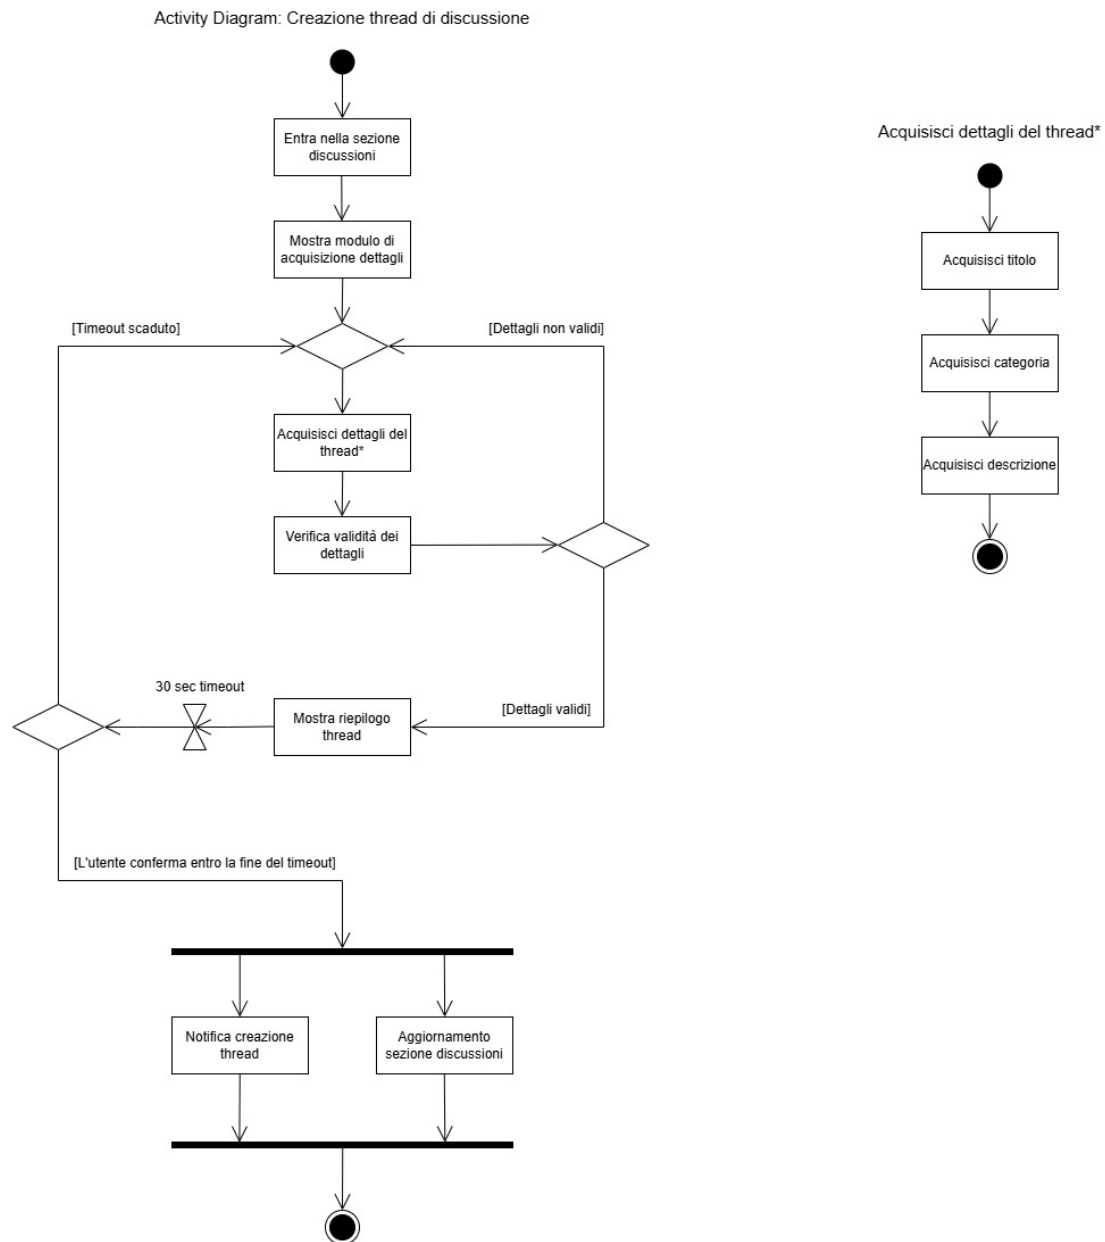 Activity Diagram: Creazione thread di discussione
Entra nella sezione
discussioni
Mostra modulo di
acquisizione dettagli
[Timeout scaduto]
[Dettagli non validi]
Acquisisci dettagli del
thread*
Verifica validità dei
dettagli
30 sec timeout
Mostra riepilogo
thread
[Dettagli validi]
[L'utente conferma entro la fine del timeout]
Notifica creazione
thread
Aggiornamento
sezione discussioni
Acquisisci dettagli del thread*
Acquisisci titolo
Acquisisci categoria
Acquisisci descrizione